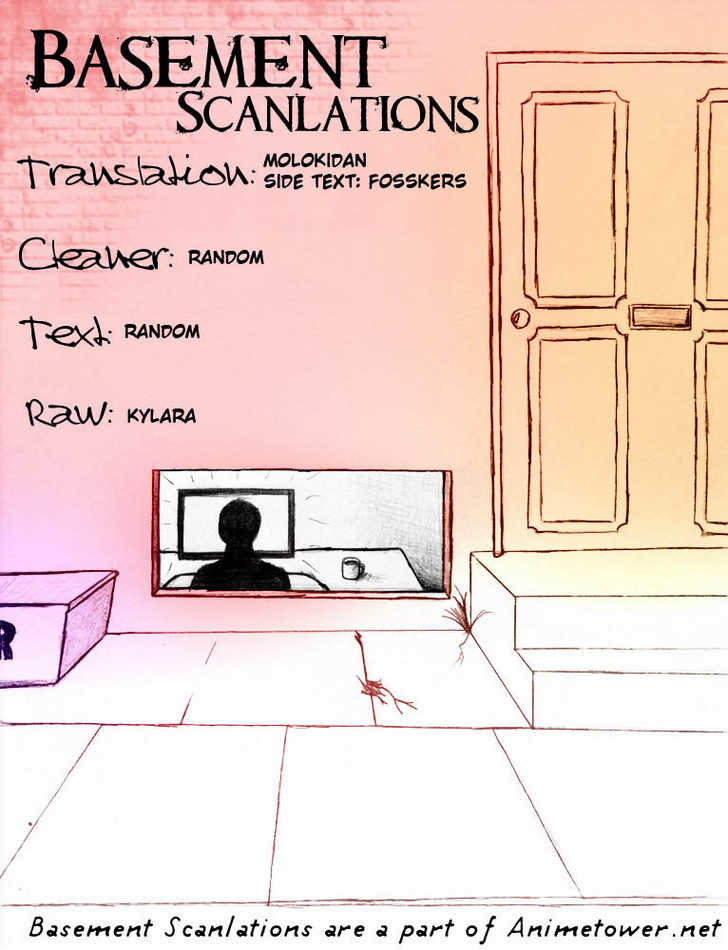 BASEMENT
SCANLATIONS
Translation: MOLOKIDAN
SIDE TEXT: FOSSKERS
Cleaner: RANDOM
Text: RANDOM
Raw: KYLARA
R
Basement Scanlations are a part of Animetower.net